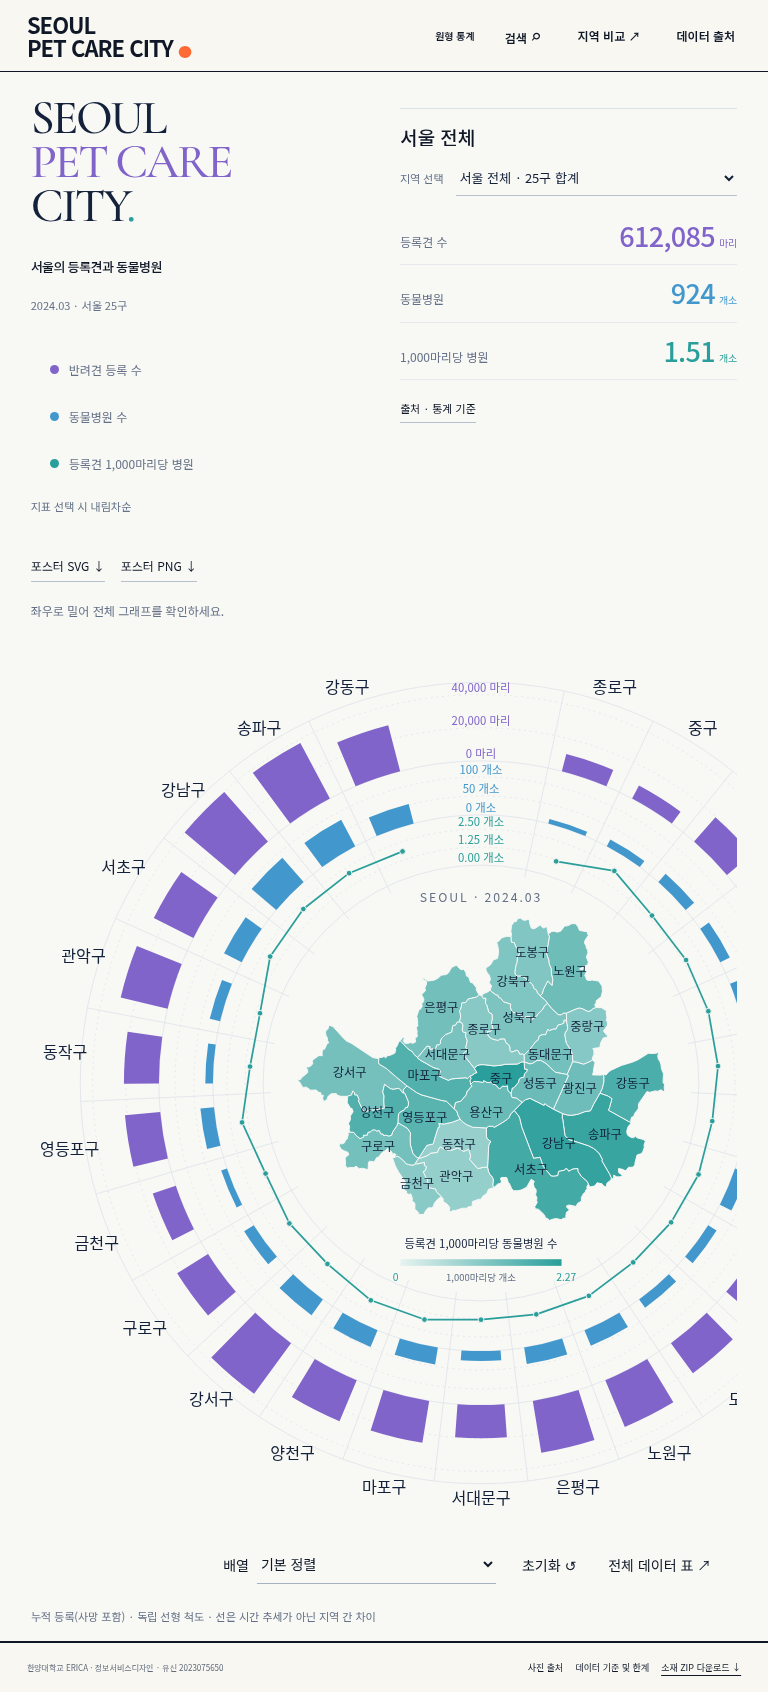 SEOUL
PET CARE CITY
원형 통계
검색 ⌕
지역 비교 ↗
데이터 출처
SEOUL
PET CARE
CITY.
서울의 등록견과 동물병원
2024.03 · 서울 25구
반려견 등록 수
동물병원 수
등록견 1,000마리당 병원
지표 선택 시 내림차순
포스터 SVG ↓
포스터 PNG ↓
좌우로 밀어 전체 그래프를 확인하세요.
서울 전체
지역 선택
서울 전체 · 25구 합계
등록견 수
612,085 마리
동물병원
924 개소
1,000마리당 병원
1.51 개소
출처 · 통계 기준
강동구
40,000 마리
종로구
송파구
20,000 마리
중구
0 마리
100 개소
강남구
50 개소
0 개소
2.50 개소
1.25 개소
0.00 개소
서초구
SEOUL · 2024.03
관악구
동작구
영등포구
금천구
구로구
강서구
양천구
마포구
서대문구
은평구
노원구
도봉구
노원구
강북구
은평구
성북구
종로구
중랑구
서대문구
동대문구
강서구
마포구
중구
성동구
광진구
강동구
양천구
영등포구
용산구
구로구
동작구
강남구
송파구
금천구
관악구
서초구
등록견 1,000마리당 동물병원 수
0
1,000마리당 개소
2.27
배열
기본 정렬
초기화 ↺
전체 데이터 표 ↗
누적 등록(사망 포함) · 독립 선형 척도 · 선은 시간 추세가 아닌 지역 간 차이
한양대학교 ERICA · 정보서비스디자인 · 유신 2023075650
사진 출처
데이터 기준 및 한계
소재 ZIP 다운로드 ↓